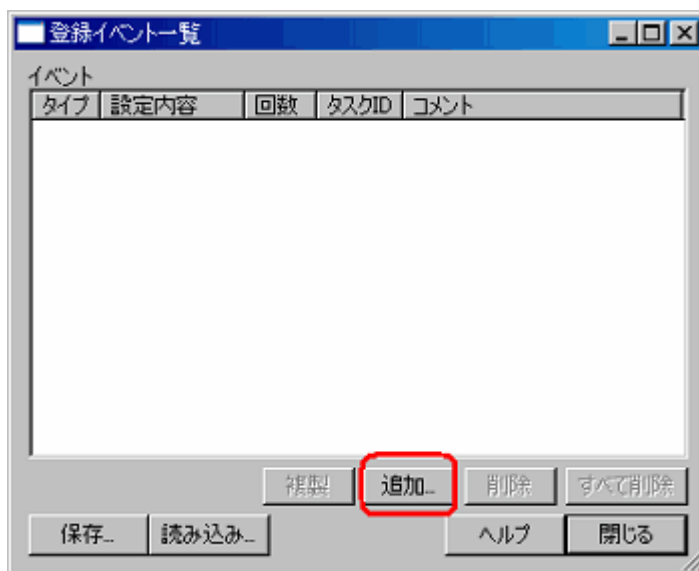 登録イベント一覧
イベント
タイプ 設定内容 回数 タスクID コメント
複製 追加... 削除 すべて削除
保存... 読み込み... ヘルプ 閉じる